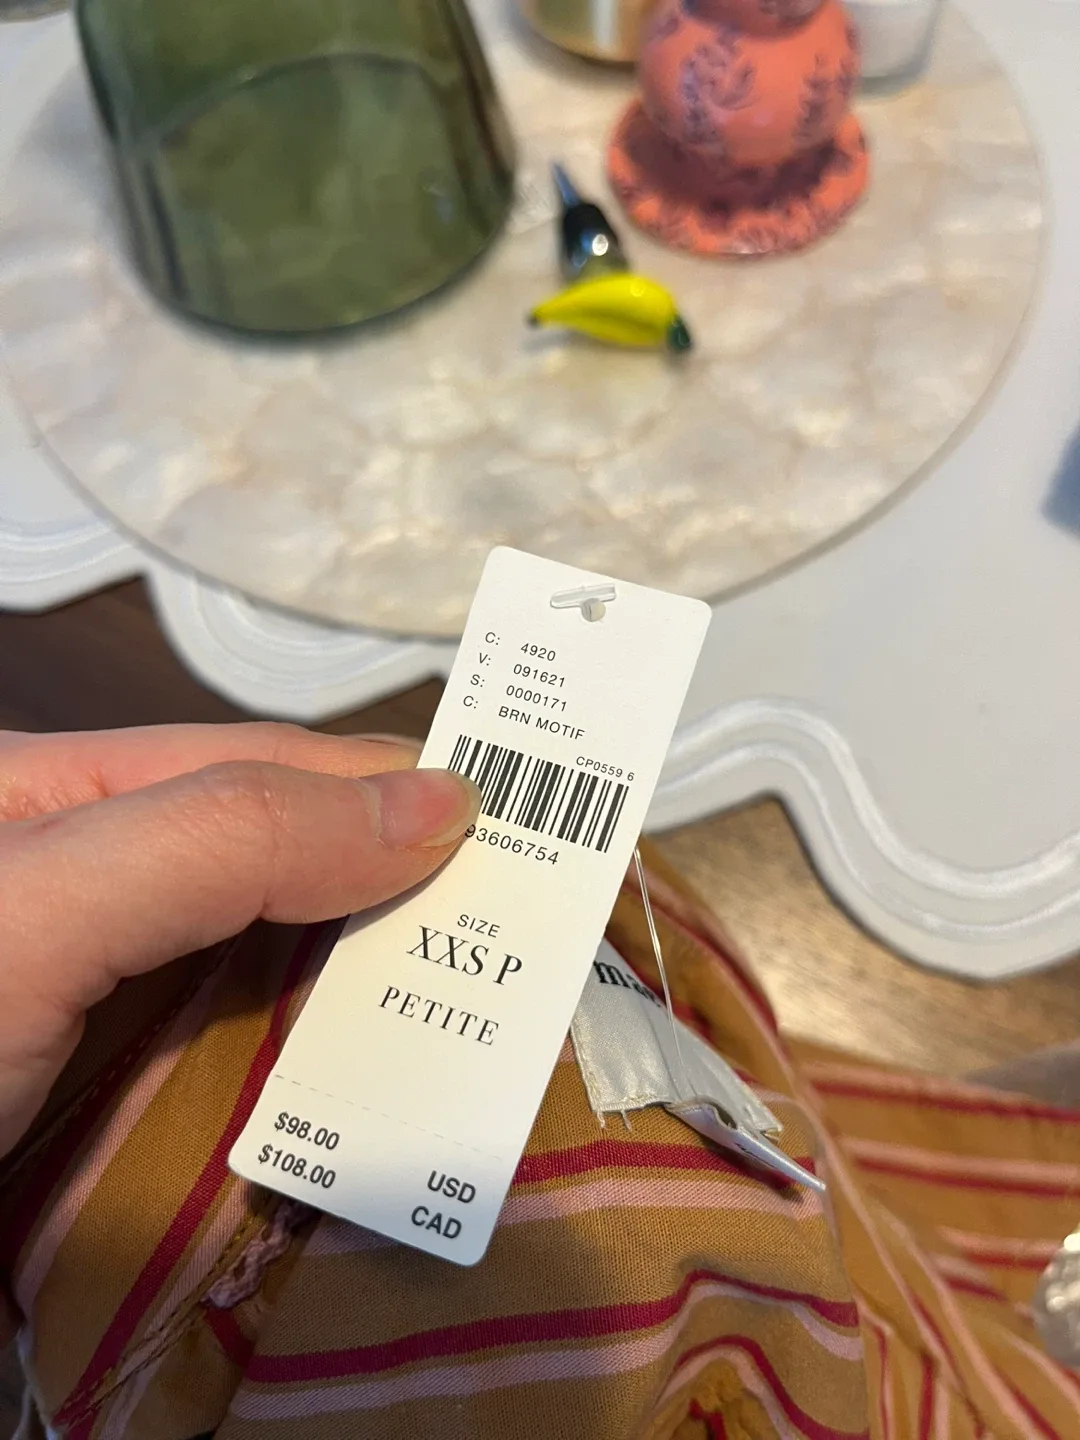 C: 4920
V: 091621
S: 0000171
C: BRN MOTIF
CP0559 6
93606754
SIZE
XXS P
PETITE
$98.00 USD
$108.00 CAD